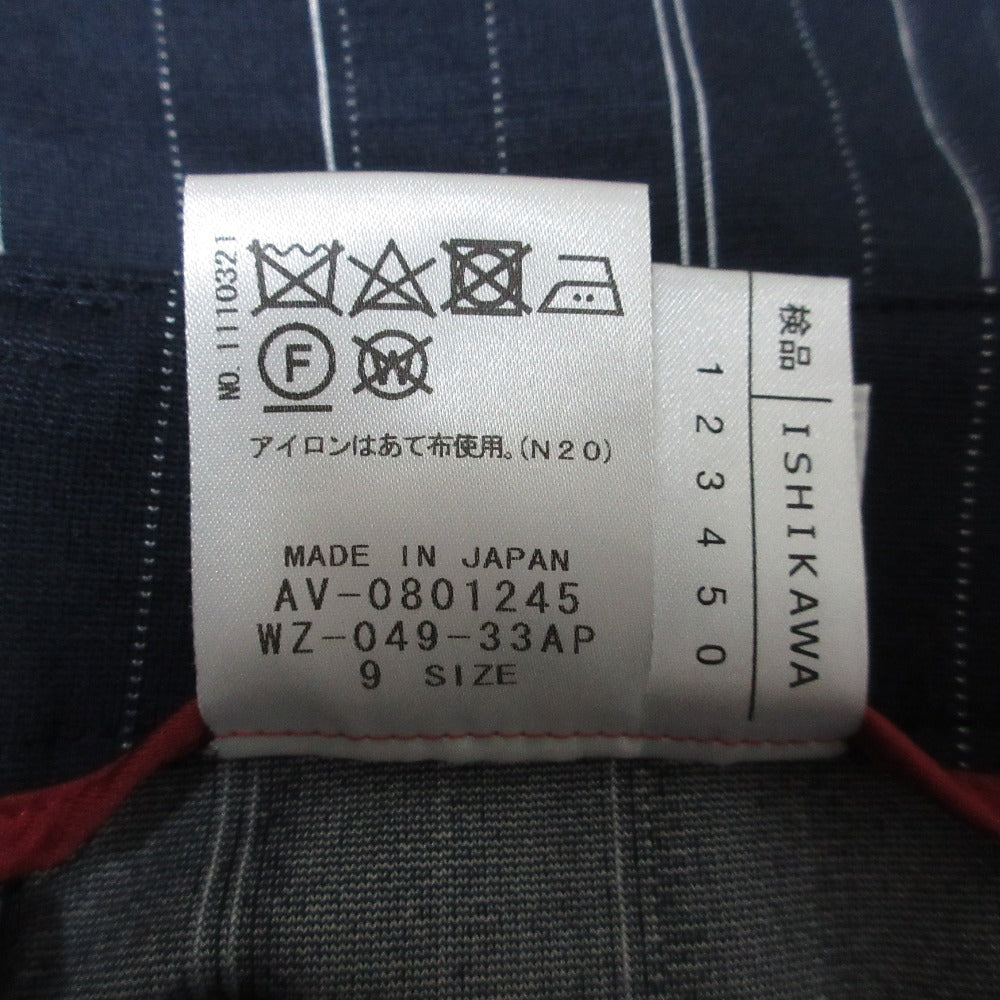 NO.1110321
F
W
アイロンはあて布使用。(N20)
MADE IN JAPAN
AV-0801245
WZ-049-33AP
9 SIZE
検品 ISHIKAWA
1 2 3 4 5 0